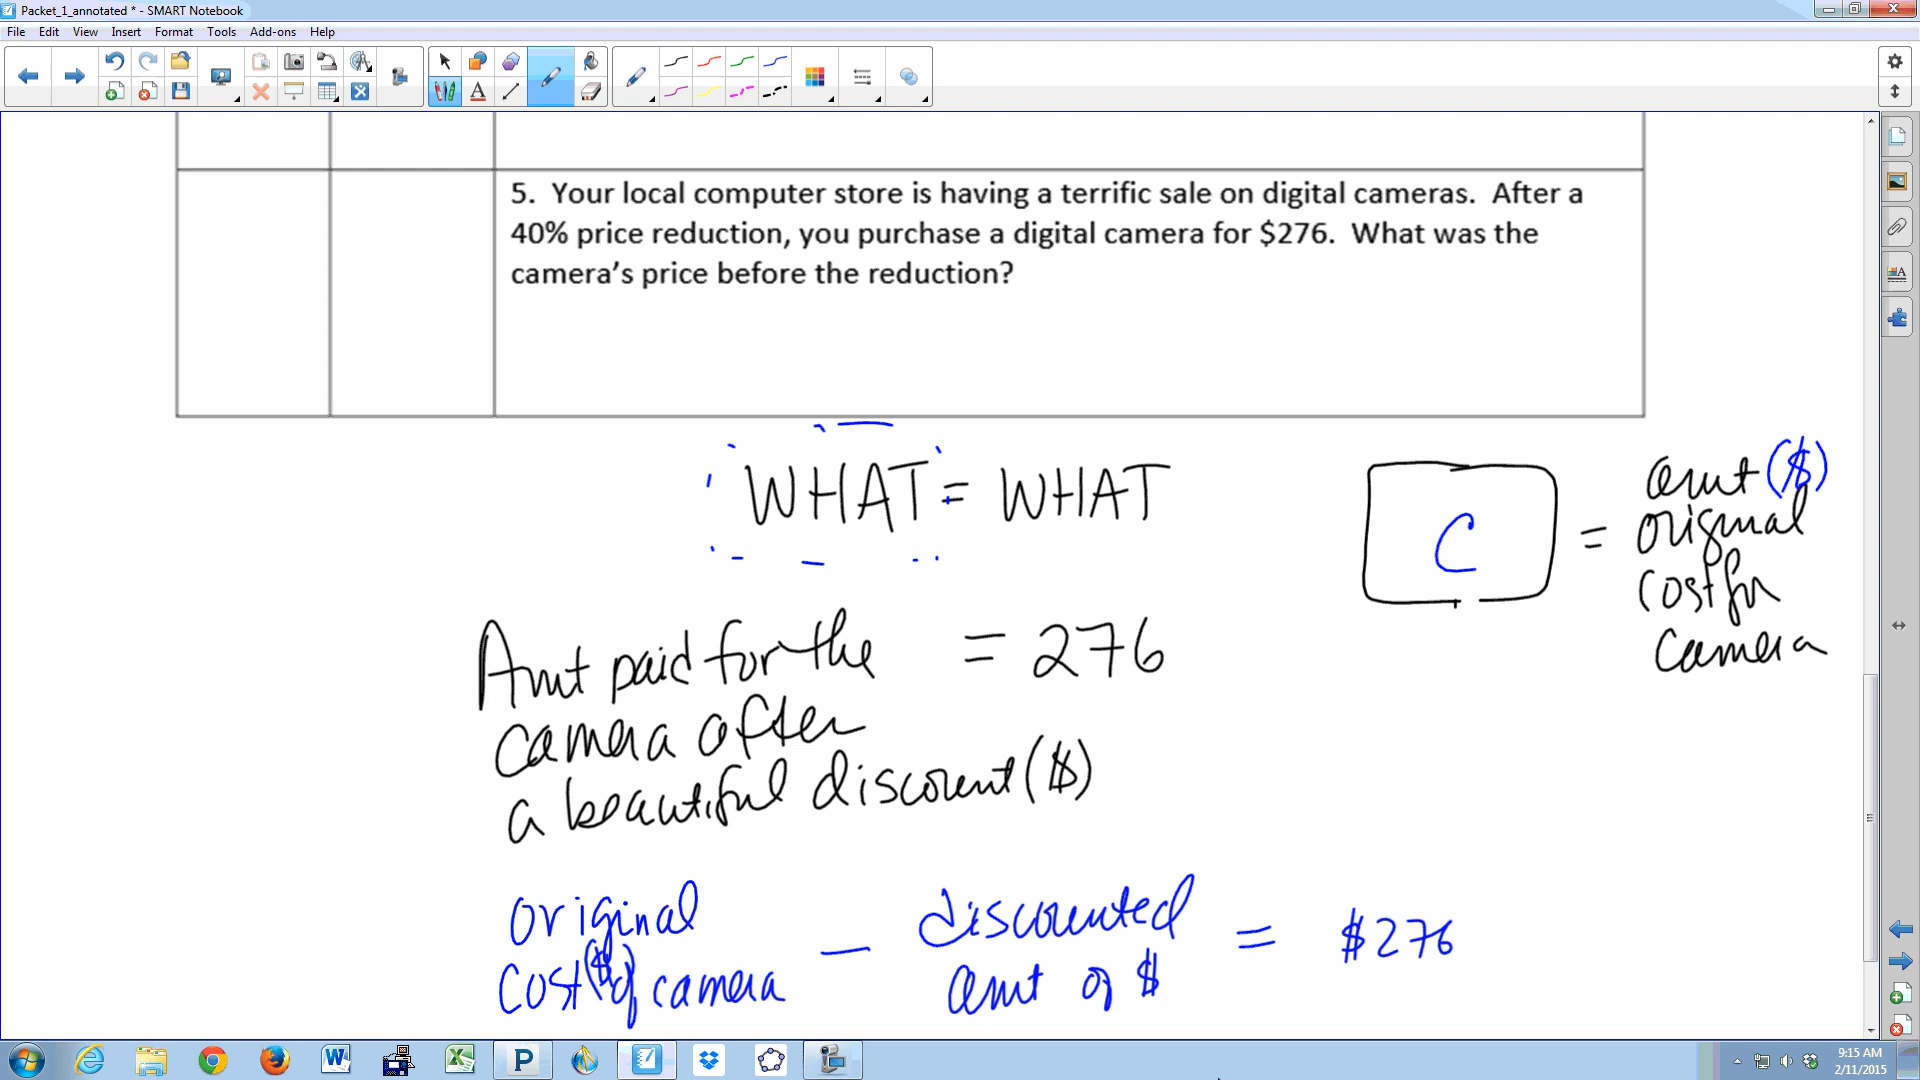 Packet_1_annotated * - SMART Notebook
File Edit View Insert Format Tools Add-ons Help
5. Your local computer store is having a terrific sale on digital cameras. After a
40% price reduction, you purchase a digital camera for $276. What was the
camera's price before the reduction?
WHAT = WHAT
C = amt ($)
original
cost for
camera
Amt paid for the = 276
camera after
a beautiful discount ($)
original
cost ($) of camera
— discounted
amt of $
= $276
9:15 AM
2/11/2015